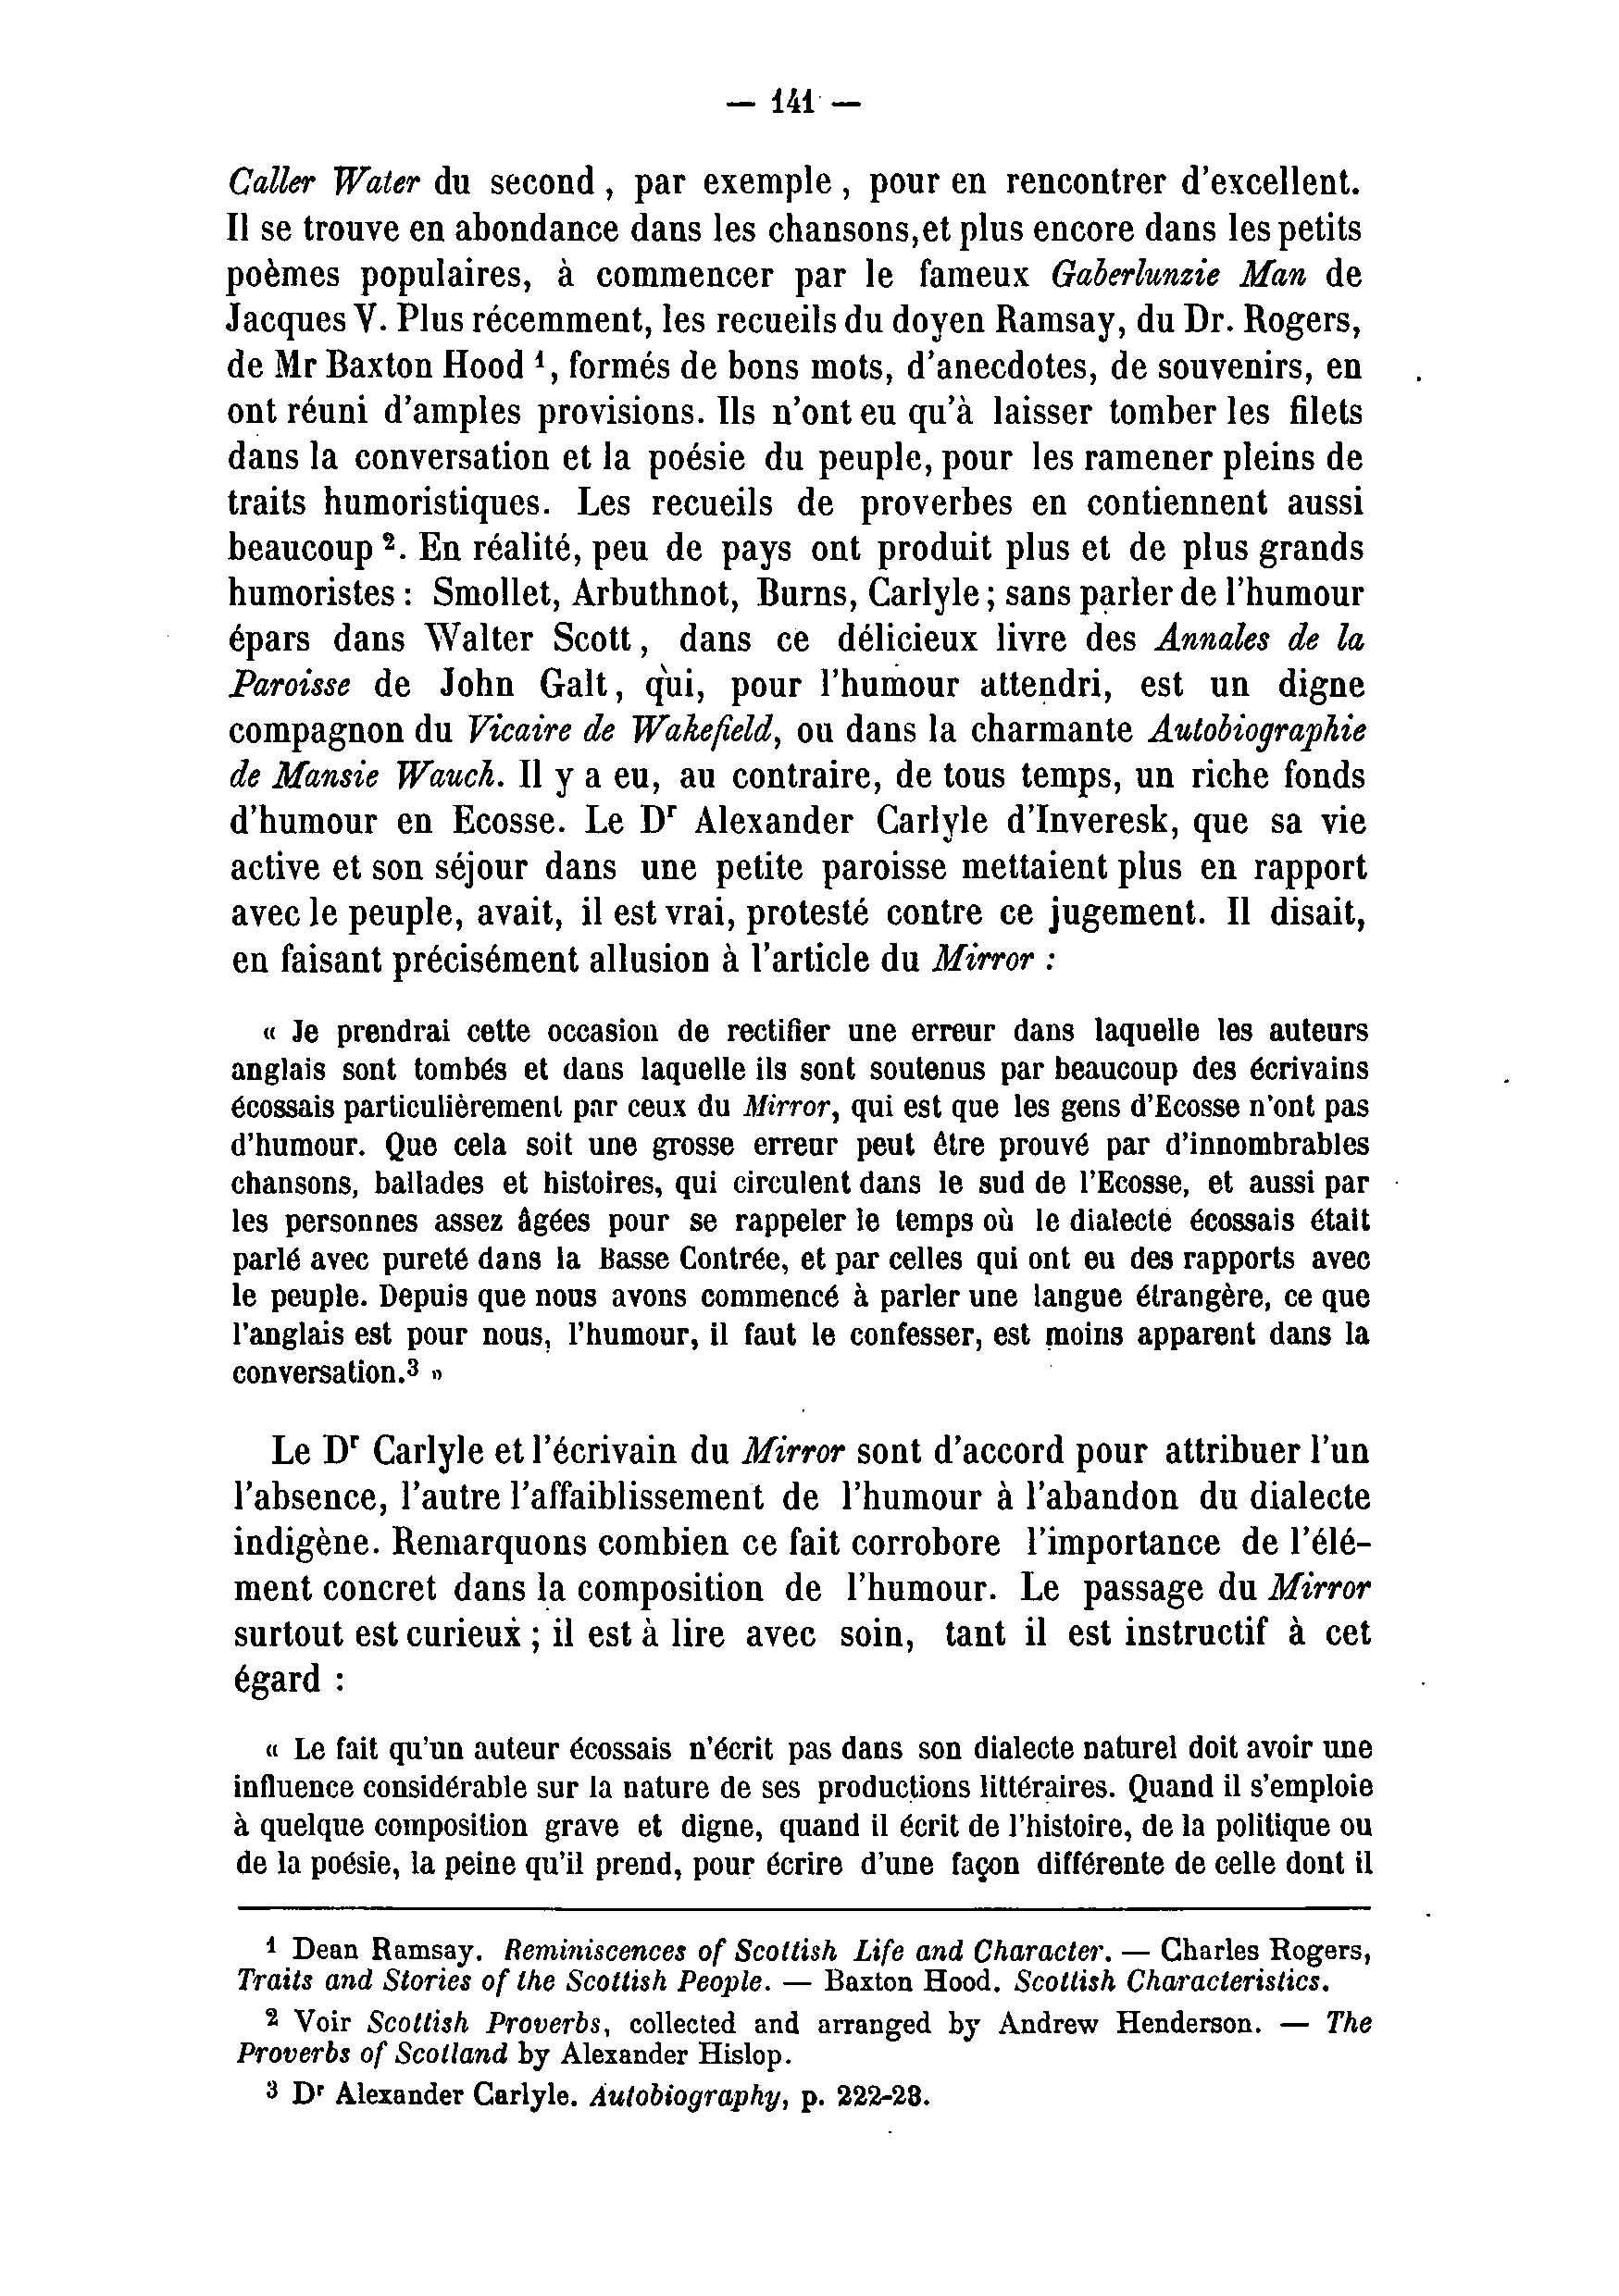 — 141 —
Caller Water du second, par exemple, pour en rencontrer d'excellent.
Il se trouve en abondance dans les chansons, et plus encore dans les petits
poèmes populaires, à commencer par le fameux Gaberlunzie Man de
Jacques V. Plus récemment, les recueils du doyen Ramsay, du Dr. Rogers,
de Mr Baxton Hood ¹, formés de bons mots, d'anecdotes, de souvenirs, en
ont réuni d'amples provisions. Ils n'ont eu qu'à laisser tomber les filets
dans la conversation et la poésie du peuple, pour les ramener pleins de
traits humoristiques. Les recueils de proverbes en contiennent aussi
beaucoup ². En réalité, peu de pays ont produit plus et de plus grands
humoristes : Smollet, Arbuthnot, Burns, Carlyle ; sans parler de l'humour
épars dans Walter Scott, dans ce délicieux livre des Annales de la
Paroisse de John Galt, qui, pour l'humour attendri, est un digne
compagnon du Vicaire de Wakefield, ou dans la charmante Autobiographie
de Mansie Wauch. Il y a eu, au contraire, de tous temps, un riche fonds
d'humour en Ecosse. Le Dʳ Alexander Carlyle d'Inveresk, que sa vie
active et son séjour dans une petite paroisse mettaient plus en rapport
avec le peuple, avait, il est vrai, protesté contre ce jugement. Il disait,
en faisant précisément allusion à l'article du Mirror :
« Je prendrai cette occasion de rectifier une erreur dans laquelle les auteurs
anglais sont tombés et dans laquelle ils sont soutenus par beaucoup des écrivains
écossais particulièrement par ceux du Mirror, qui est que les gens d'Ecosse n'ont pas
d'humour. Que cela soit une grosse erreur peut être prouvé par d'innombrables
chansons, ballades et histoires, qui circulent dans le sud de l'Ecosse, et aussi par
les personnes assez âgées pour se rappeler le temps où le dialecte écossais était
parlé avec pureté dans la Basse Contrée, et par celles qui ont eu des rapports avec
le peuple. Depuis que nous avons commencé à parler une langue étrangère, ce que
l'anglais est pour nous, l'humour, il faut le confesser, est moins apparent dans la
conversation.³ »
Le Dʳ Carlyle et l'écrivain du Mirror sont d'accord pour attribuer l'un
l'absence, l'autre l'affaiblissement de l'humour à l'abandon du dialecte
indigène. Remarquons combien ce fait corrobore l'importance de l'élé-
ment concret dans la composition de l'humour. Le passage du Mirror
surtout est curieux ; il est à lire avec soin, tant il est instructif à cet
égard :
« Le fait qu'un auteur écossais n'écrit pas dans son dialecte naturel doit avoir une
influence considérable sur la nature de ses productions littéraires. Quand il s'emploie
à quelque composition grave et digne, quand il écrit de l'histoire, de la politique ou
de la poésie, la peine qu'il prend, pour écrire d'une façon différente de celle dont il
¹ Dean Ramsay. Reminiscences of Scottish Life and Character. — Charles Rogers,
Traits and Stories of the Scottish People. — Baxton Hood. Scottish Characteristics.
² Voir Scottish Proverbs, collected and arranged by Andrew Henderson. — The
Proverbs of Scotland by Alexander Hislop.
³ Dʳ Alexander Carlyle. Autobiography, p. 222-23.